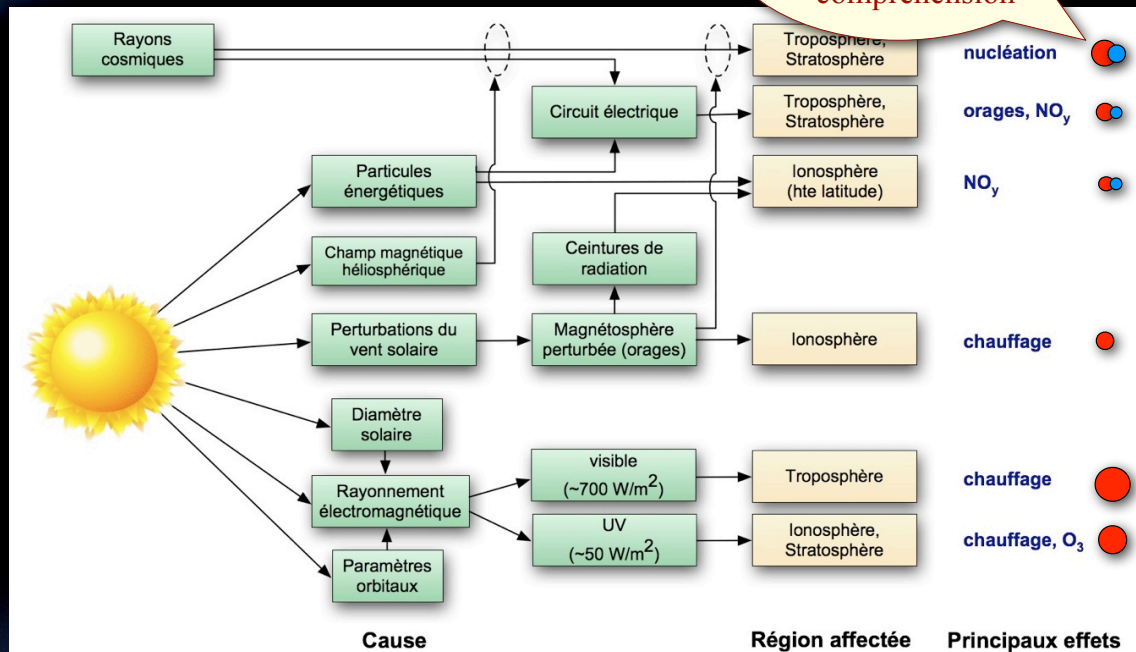 compréhension
Rayons
cosmiques
Troposphère,
Stratosphère
nucléation
Circuit électrique
Troposphère,
Stratosphère
orages, NOy
Particules
énergétiques
Ionosphère
(hte latitude)
NOy
Champ magnétique
héliosphérique
Ceintures de
radiation
Perturbations du
vent solaire
Magnétosphère
perturbée (orages)
Ionosphère
chauffage
Diamètre
solaire
visible
(~700 W/m²)
Troposphère
chauffage
Rayonnement
électromagnétique
UV
(~50 W/m²)
Ionosphère,
Stratosphère
chauffage, O₃
Paramètres
orbitaux
Cause
Région affectée
Principaux effets